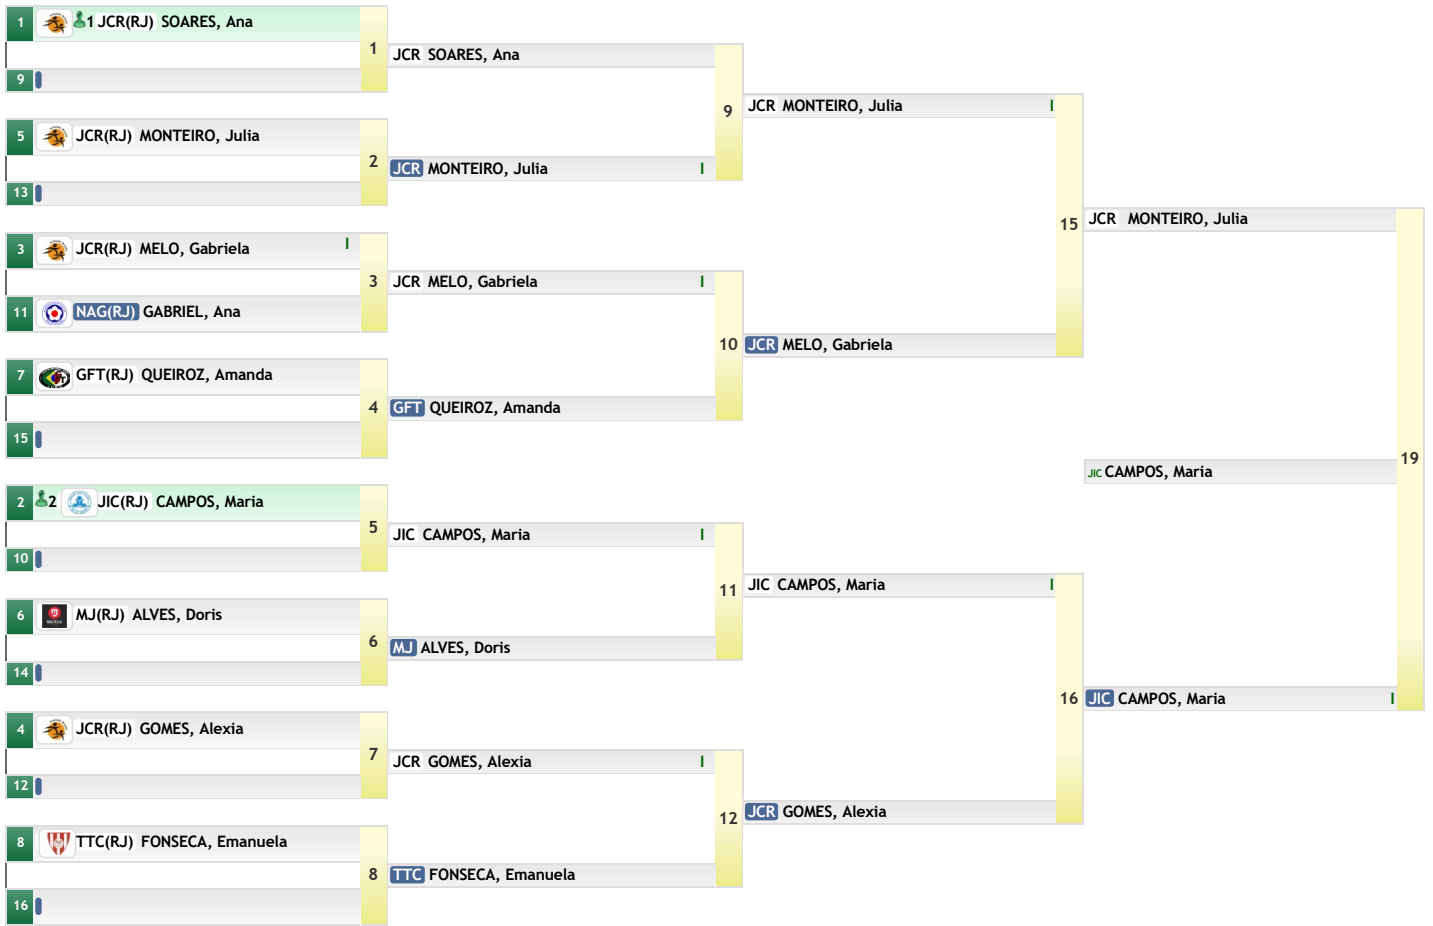 1 1 JCR(RJ) SOARES, Ana
1
9
JCR SOARES, Ana
5 JCR(RJ) MONTEIRO, Julia
2
13
JCR MONTEIRO, Julia I
9
3 JCR(RJ) MELO, Gabriela I
3
11 NAG(RJ) GABRIEL, Ana
JCR MELO, Gabriela I
7 GFT(RJ) QUEIROZ, Amanda
4
15
GFT QUEIROZ, Amanda
10
2 2 JIC(RJ) CAMPOS, Maria
5
10
JIC CAMPOS, Maria I
6 MJ(RJ) ALVES, Doris
6
14
MJ ALVES, Doris
11
4 JCR(RJ) GOMES, Alexia
7
12
JCR GOMES, Alexia I
8 TTC(RJ) FONSECA, Emanuela
8
16
TTC FONSECA, Emanuela
12
JCR MONTEIRO, Julia I
15
JCR MELO, Gabriela
JIC CAMPOS, Maria I
16
JCR GOMES, Alexia
JCR MONTEIRO, Julia
19
JIC CAMPOS, Maria
JIC CAMPOS, Maria I